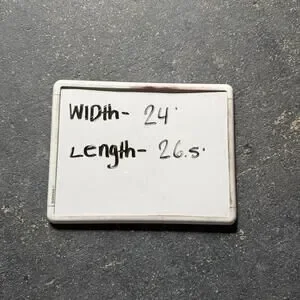 WIDth- 24'
Length- 26.5'